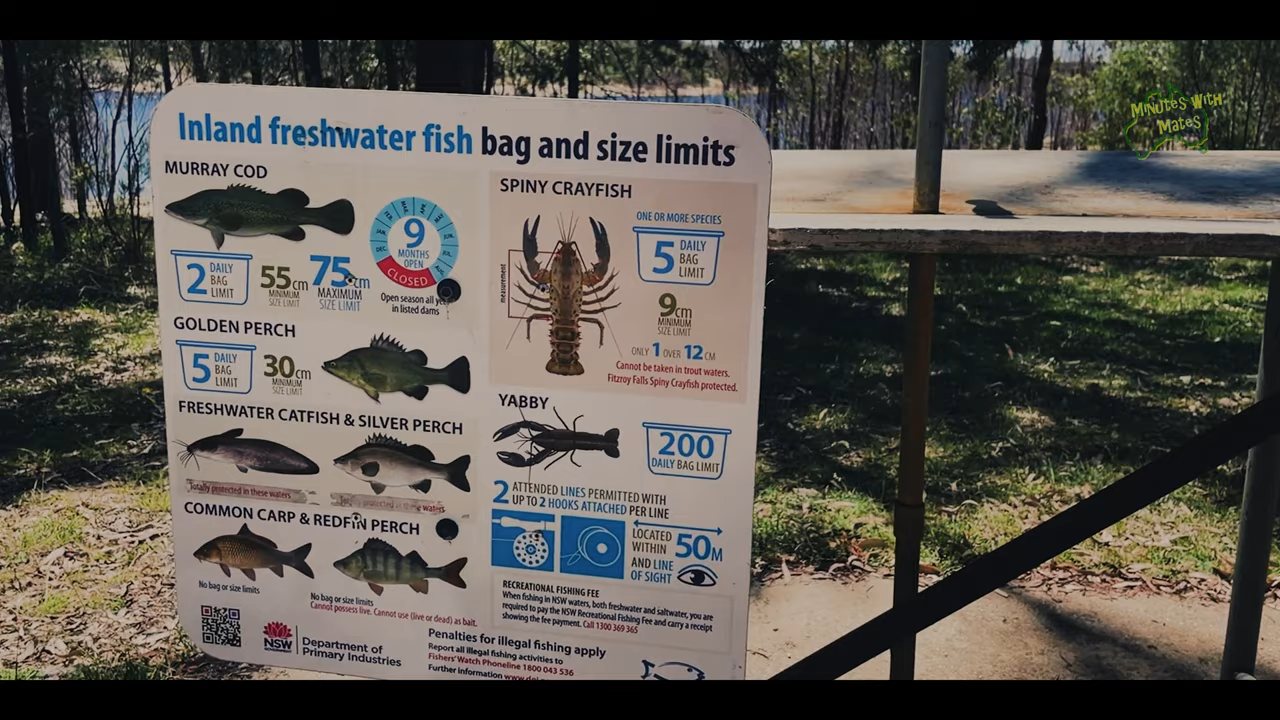 Minutes With
Mates
Inland freshwater fish bag and size limits
MURRAY COD
2 DAILY
BAG
LIMIT
55cm
MINIMUM
SIZE LIMIT
75cm
MAXIMUM
SIZE LIMIT
9
MONTHS
OPEN
CLOSED
Open season all
in listed dams
GOLDEN PERCH
5 DAILY
BAG
LIMIT
30cm
MINIMUM
SIZE LIMIT
FRESHWATER CATFISH & SILVER PERCH
Totally protected in these waters
protected in these waters
COMMON CARP & REDFIN PERCH
No bag or size limits
No bag or size limits
Cannot possess live. Cannot use (live or dead) as bait.
NSW
Department of
Primary Industries
SPINY CRAYFISH
measurement
ONE OR MORE SPECIES
5 DAILY
BAG
LIMIT
9cm
MINIMUM
SIZE LIMIT
ONLY 1 OVER 12 CM
Cannot be taken in trout waters.
Fitzroy Falls Spiny Crayfish protected.
YABBY
200
DAILY BAG LIMIT
2 ATTENDED LINES PERMITTED WITH
UP TO 2 HOOKS ATTACHED PER LINE
LOCATED
WITHIN 50M
AND LINE
OF SIGHT
RECREATIONAL FISHING FEE
When fishing in NSW waters, both freshwater and saltwater, you are
required to pay the NSW Recreational Fishing Fee and carry a receipt
showing the fee payment. Call 1300 369 365
Penalties for illegal fishing apply
Report all illegal fishing activities to
Fishers' Watch Phoneline 1800 043 536
Further information